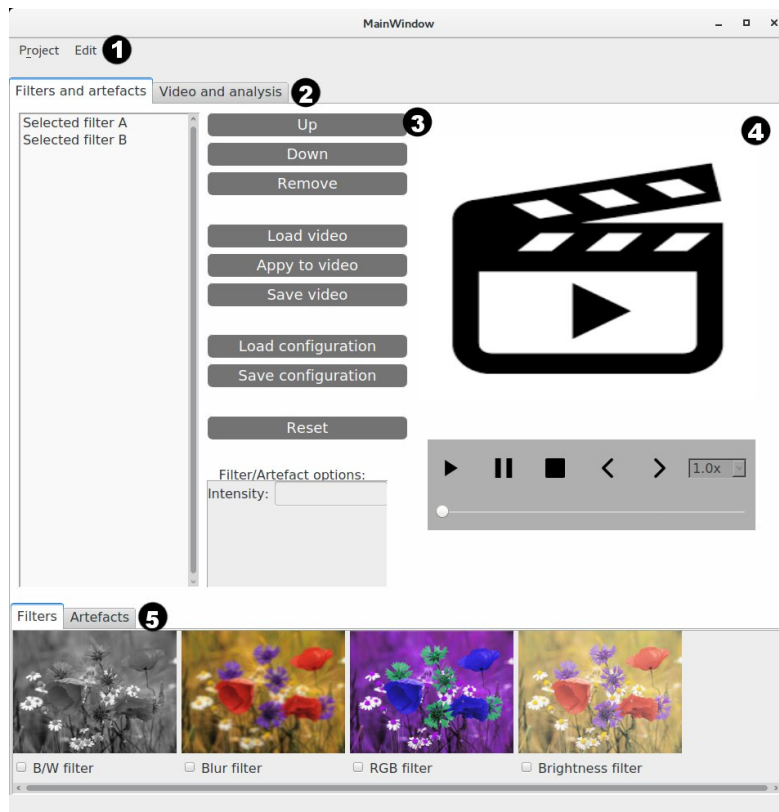 MainWindow
Project Edit 1
Filters and artefacts Video and analysis 2
Selected filter A
Selected filter B
Up 3
Down
Remove
Load video
Appy to video
Save video
Load configuration
Save configuration
Reset
Filter/Artefact options:
Intensity:
4
1.0x
Filters Artefacts 5
B/W filter
Blur filter
RGB filter
Brightness filter